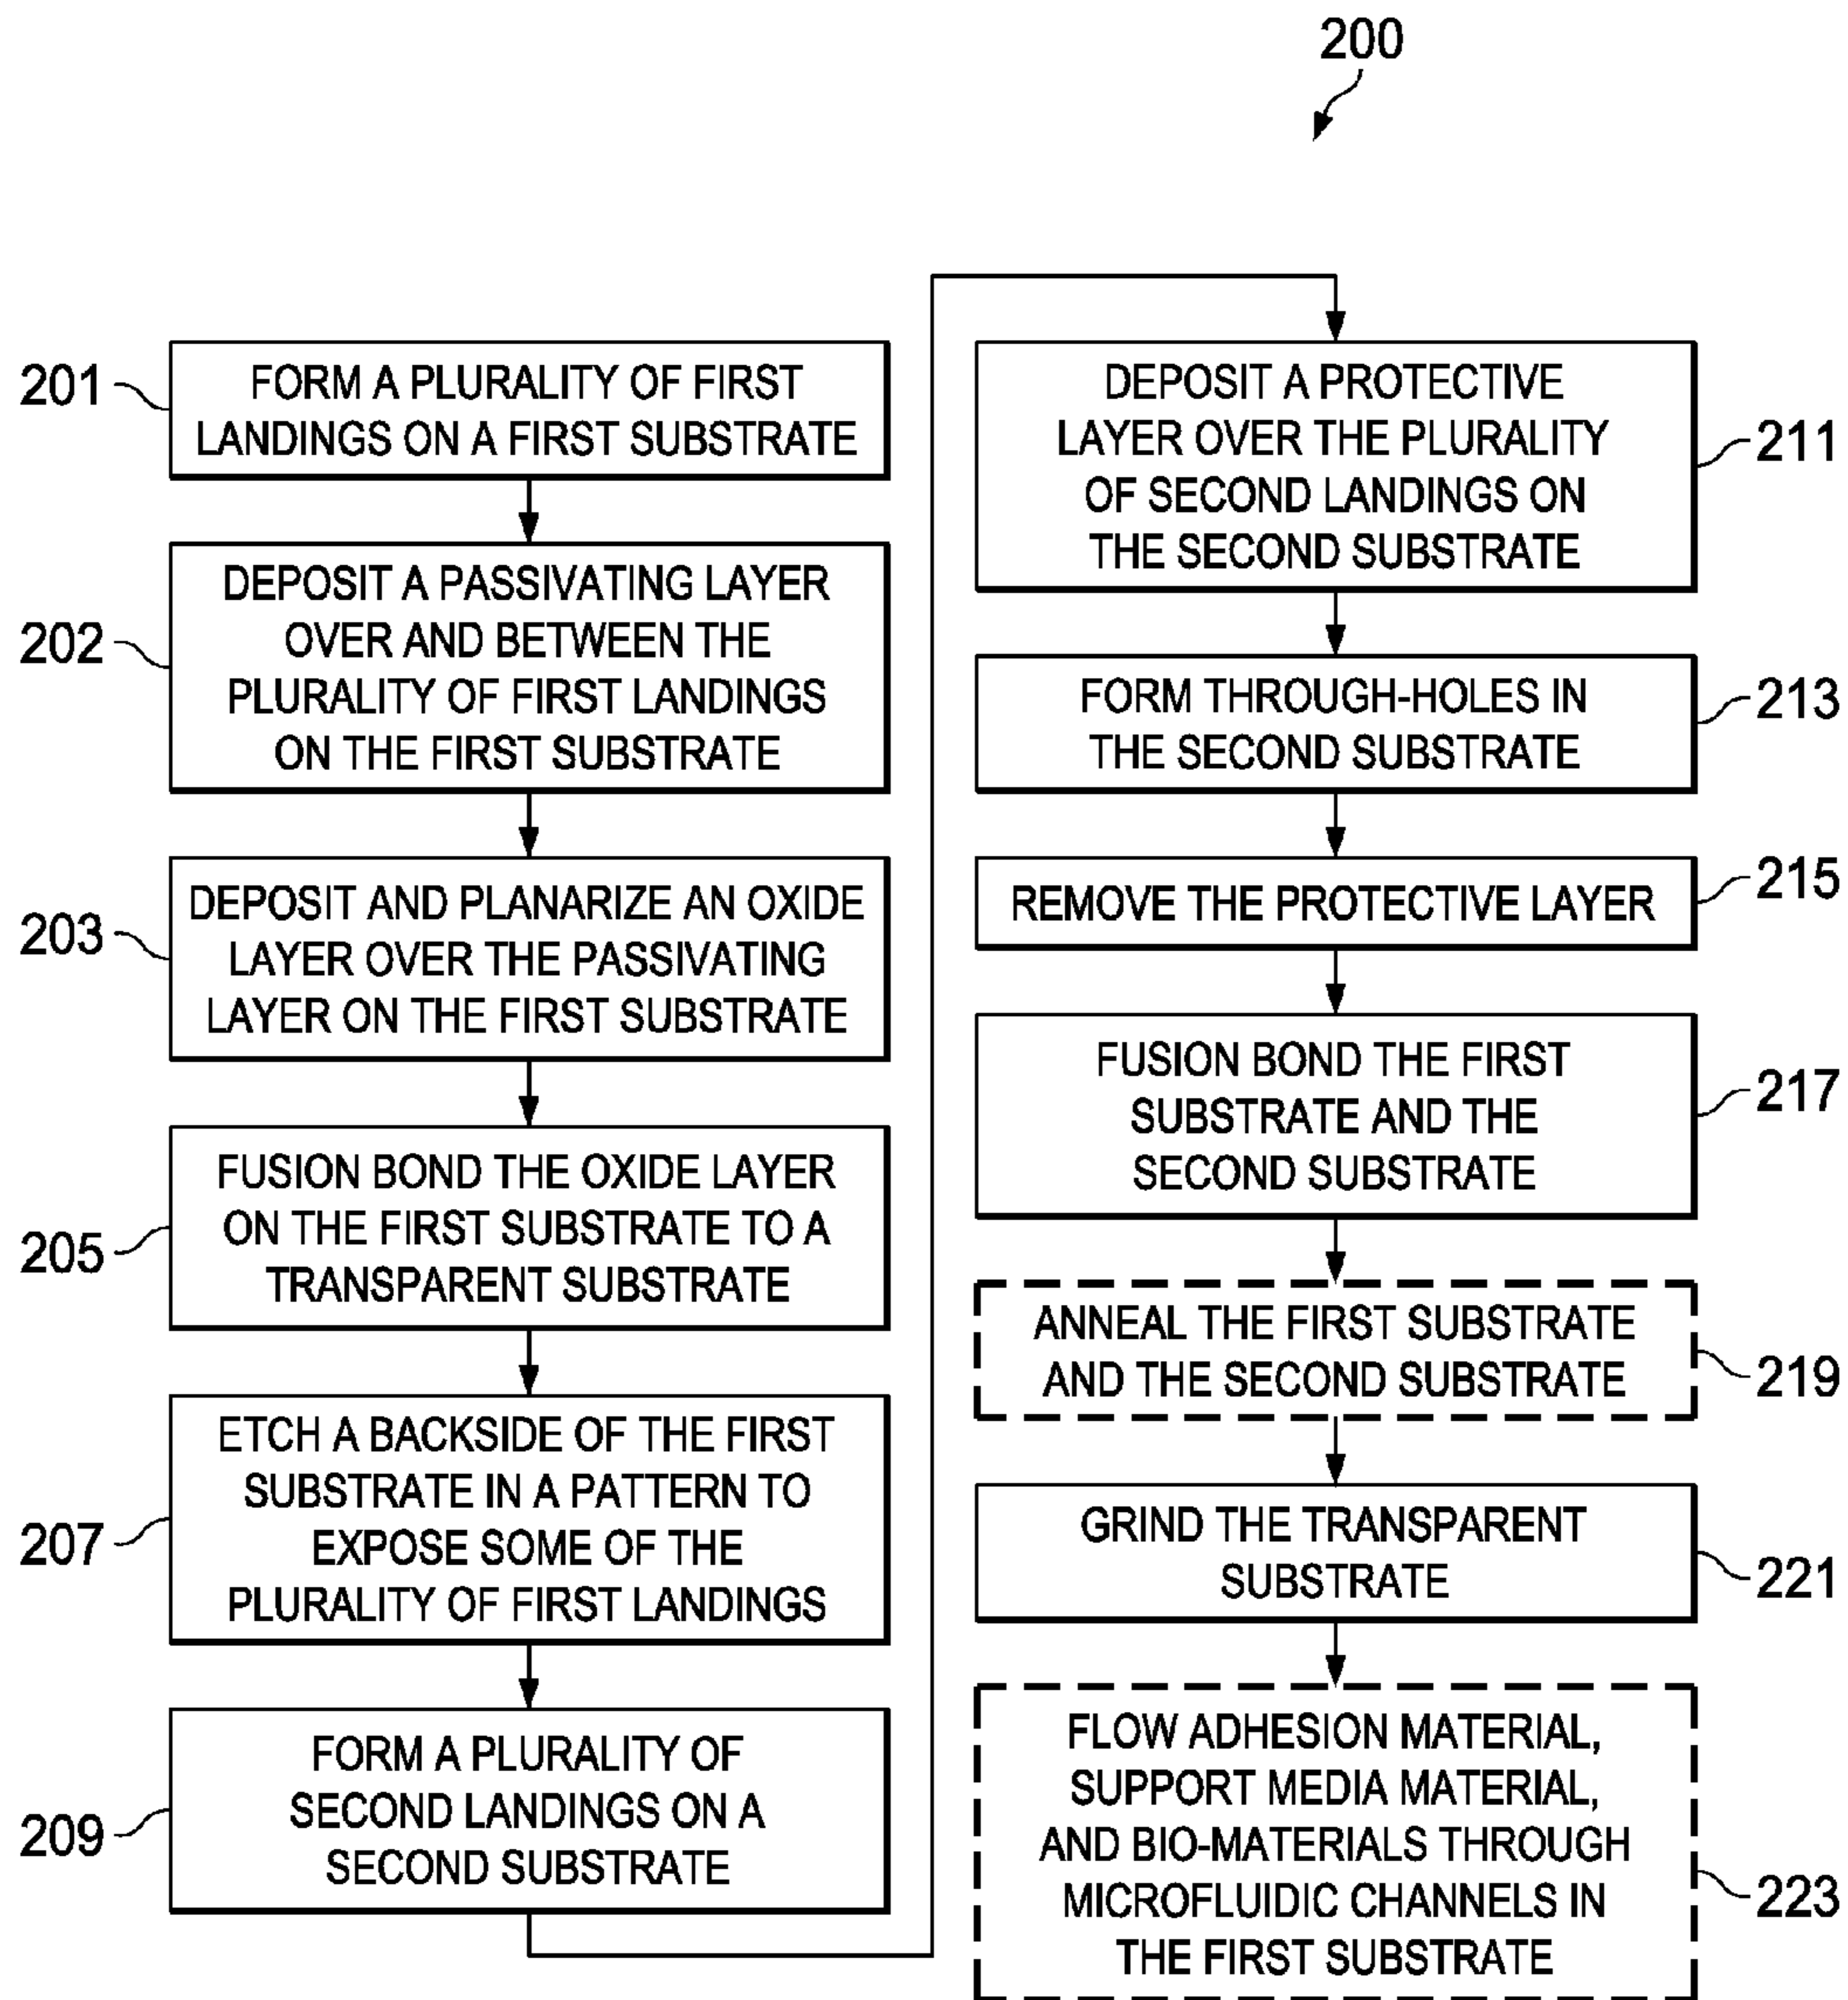 200
201
FORM A PLURALITY OF FIRST
LANDINGS ON A FIRST SUBSTRATE
202
DEPOSIT A PASSIVATING LAYER
OVER AND BETWEEN THE
PLURALITY OF FIRST LANDINGS
ON THE FIRST SUBSTRATE
203
DEPOSIT AND PLANARIZE AN OXIDE
LAYER OVER THE PASSIVATING
LAYER ON THE FIRST SUBSTRATE
205
FUSION BOND THE OXIDE LAYER
ON THE FIRST SUBSTRATE TO A
TRANSPARENT SUBSTRATE
207
ETCH A BACKSIDE OF THE FIRST
SUBSTRATE IN A PATTERN TO
EXPOSE SOME OF THE
PLURALITY OF FIRST LANDINGS
209
FORM A PLURALITY OF
SECOND LANDINGS ON A
SECOND SUBSTRATE
DEPOSIT A PROTECTIVE
LAYER OVER THE PLURALITY
OF SECOND LANDINGS ON
THE SECOND SUBSTRATE
211
FORM THROUGH-HOLES IN
THE SECOND SUBSTRATE
213
REMOVE THE PROTECTIVE LAYER
215
FUSION BOND THE FIRST
SUBSTRATE AND THE
SECOND SUBSTRATE
217
ANNEAL THE FIRST SUBSTRATE
AND THE SECOND SUBSTRATE
219
GRIND THE TRANSPARENT
SUBSTRATE
221
FLOW ADHESION MATERIAL,
SUPPORT MEDIA MATERIAL,
AND BIO-MATERIALS THROUGH
MICROFLUIDIC CHANNELS IN
THE FIRST SUBSTRATE
223